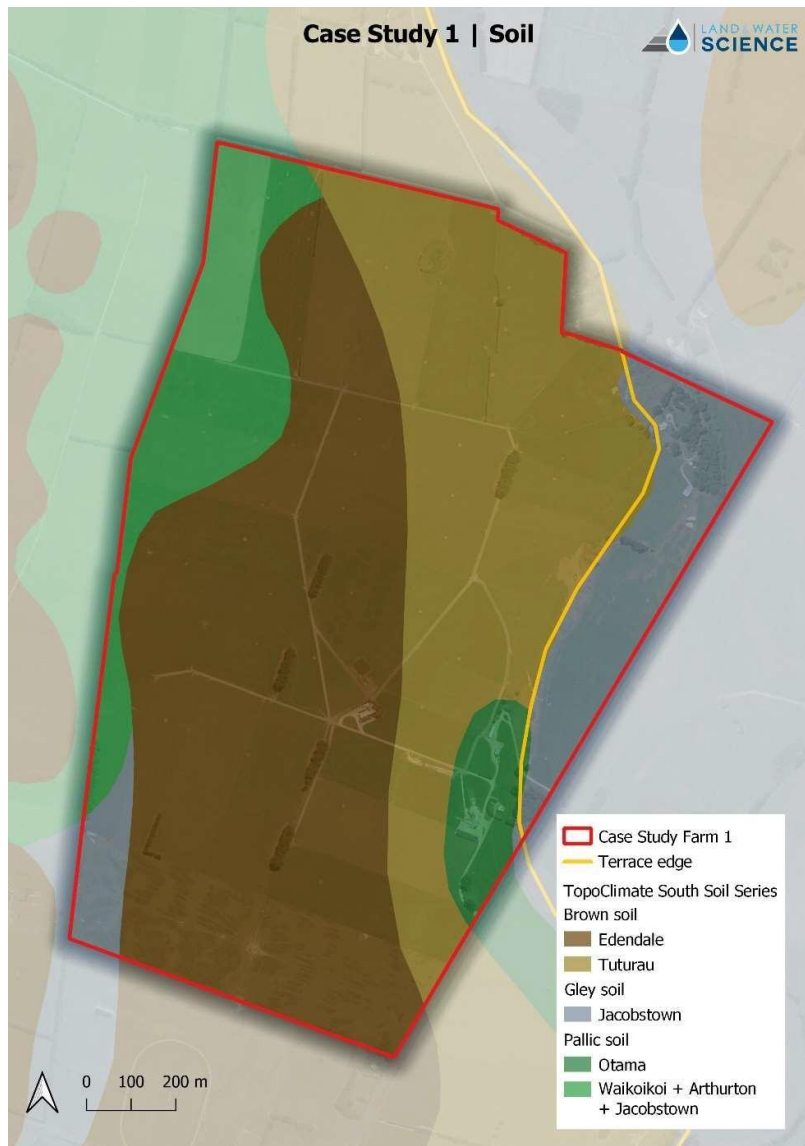 Case Study 1 | Soil
LAND & WATER
SCIENCE
Case Study Farm 1
Terrace edge
TopoClimate South Soil Series
Brown soil
Edendale
Tuturau
Gley soil
Jacobstown
Pallic soil
Otama
Waikoikoi + Arthurton
+ Jacobstown
0 100 200 m